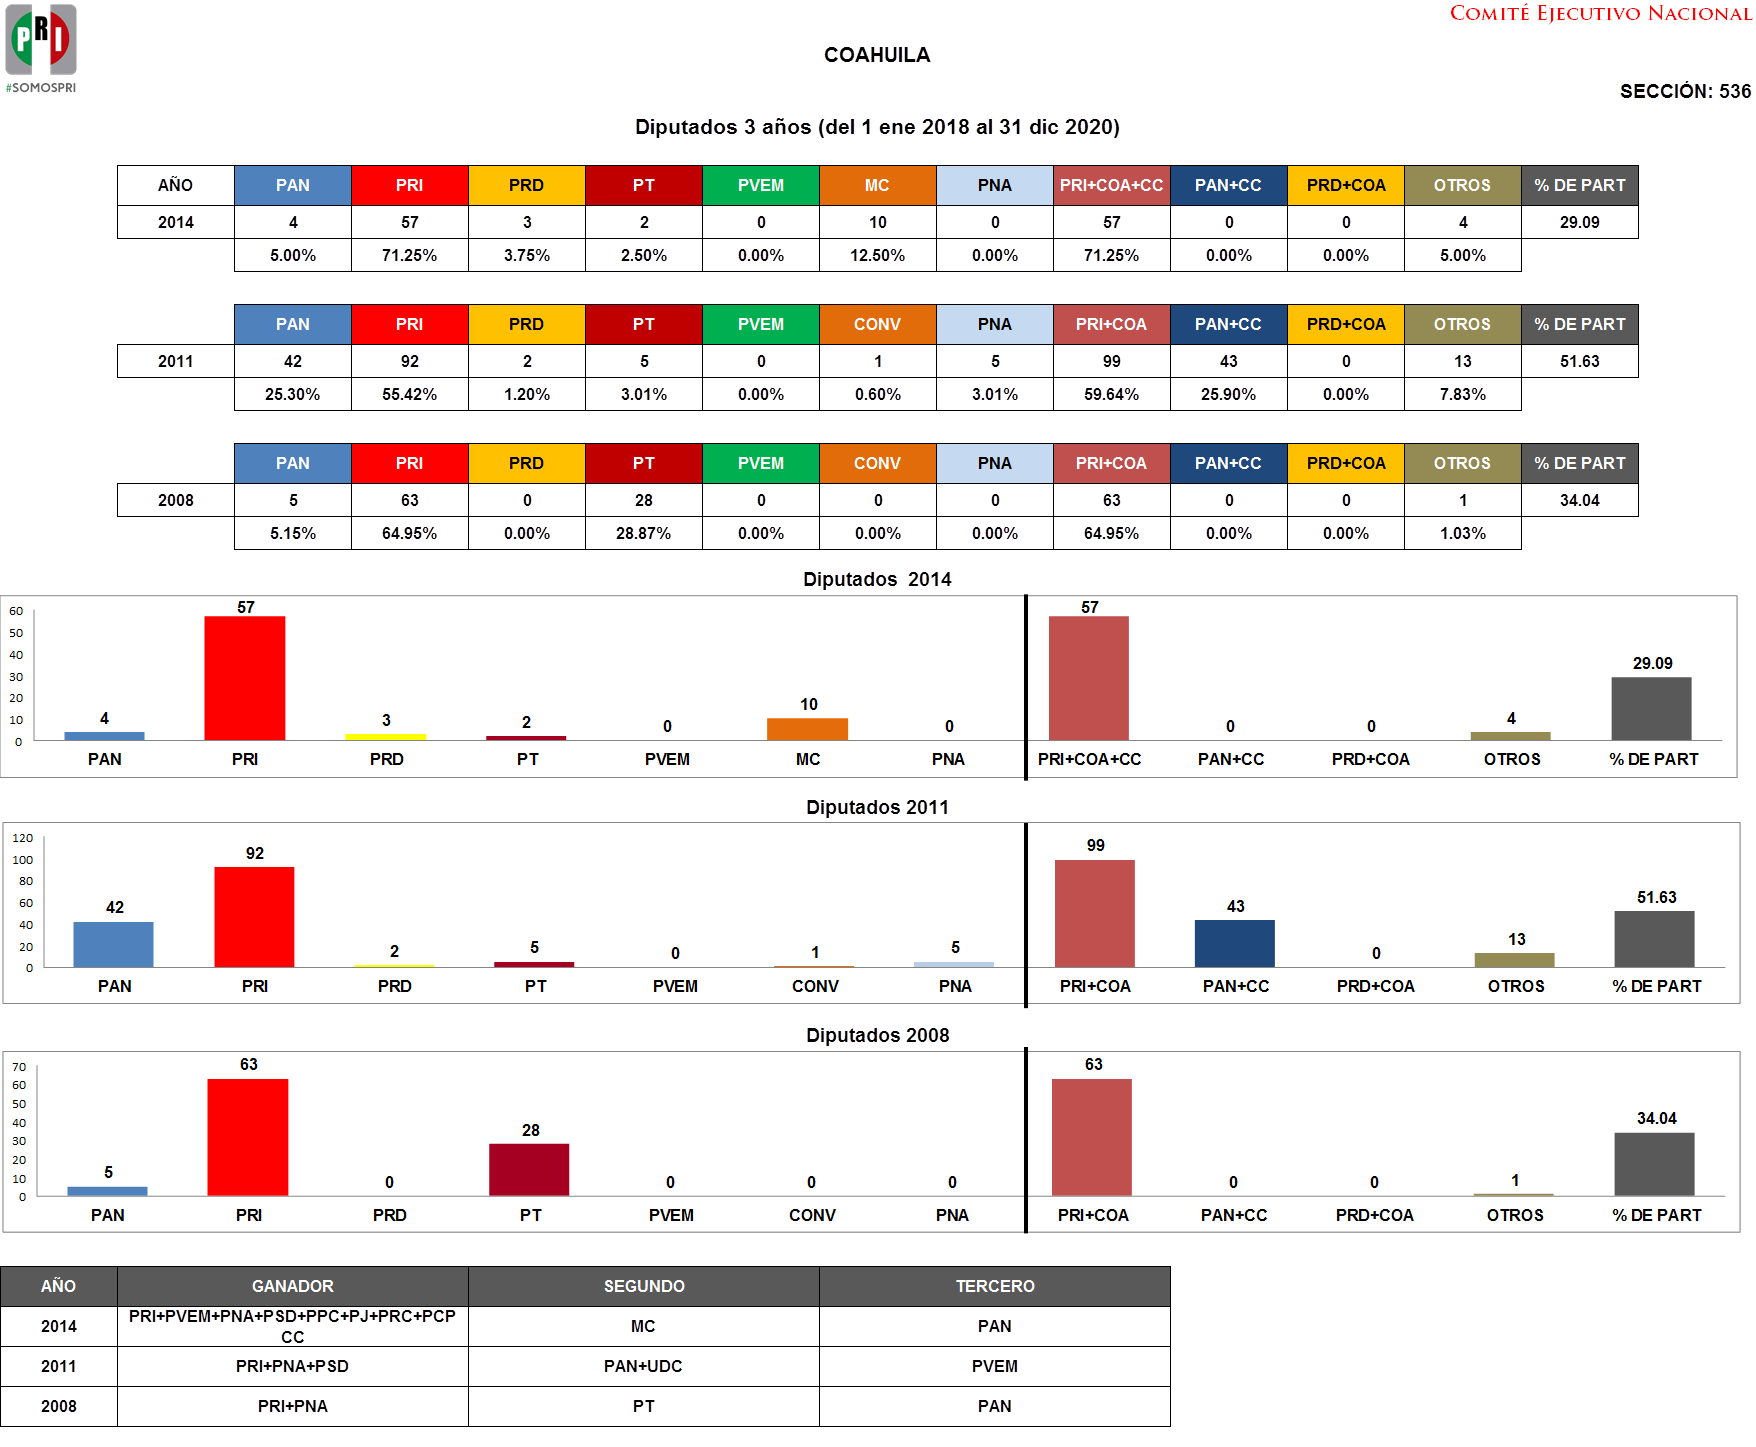 PRI
#SOMOSPRI
COMITÉ EJECUTIVO NACIONAL
COAHUILA
SECCIÓN: 536
Diputados 3 años (del 1 ene 2018 al 31 dic 2020)
AÑO PAN PRI PRD PT PVEM MC PNA PRI+COA+CC PAN+CC PRD+COA OTROS % DE PART
2014 4 57 3 2 0 10 0 57 0 0 4 29.09
5.00% 71.25% 3.75% 2.50% 0.00% 12.50% 0.00% 71.25% 0.00% 0.00% 5.00%
PAN PRI PRD PT PVEM CONV PNA PRI+COA PAN+CC PRD+COA OTROS % DE PART
2011 42 92 2 5 0 1 5 99 43 0 13 51.63
25.30% 55.42% 1.20% 3.01% 0.00% 0.60% 3.01% 59.64% 25.90% 0.00% 7.83%
PAN PRI PRD PT PVEM CONV PNA PRI+COA PAN+CC PRD+COA OTROS % DE PART
2008 5 63 0 28 0 0 0 63 0 0 1 34.04
5.15% 64.95% 0.00% 28.87% 0.00% 0.00% 0.00% 64.95% 0.00% 0.00% 1.03%
Diputados 2014
60
50
40
30
20
10
0
4 57 3 2 0 10 0 57 0 0 4 29.09
PAN PRI PRD PT PVEM MC PNA PRI+COA+CC PAN+CC PRD+COA OTROS % DE PART
Diputados 2011
120
100
80
60
40
20
0
42 92 2 5 0 1 5 99 43 0 13 51.63
PAN PRI PRD PT PVEM CONV PNA PRI+COA PAN+CC PRD+COA OTROS % DE PART
Diputados 2008
70
60
50
40
30
20
10
0
5 63 0 28 0 0 0 63 0 0 1 34.04
PAN PRI PRD PT PVEM CONV PNA PRI+COA PAN+CC PRD+COA OTROS % DE PART
AÑO GANADOR SEGUNDO TERCERO
2014 PRI+PVEM+PNA+PSD+PPC+PJ+PRC+PCP CC MC PAN
2011 PRI+PNA+PSD PAN+UDC PVEM
2008 PRI+PNA PT PAN